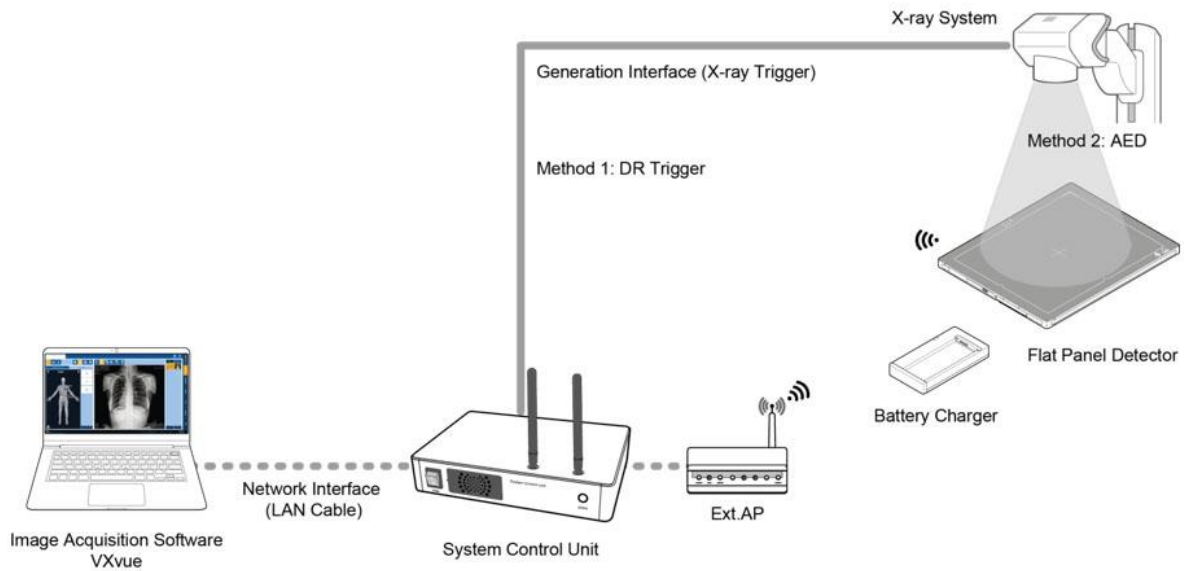 X-ray System
Generation Interface (X-ray Trigger)
Method 2: AED
Method 1: DR Trigger
Flat Panel Detector
Battery Charger
Network Interface
(LAN Cable)
Ext.AP
Image Acquisition Software
VXvue
System Control Unit